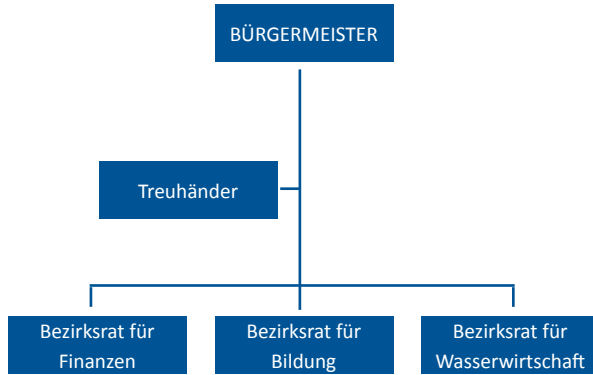 BÜRGERMEISTER
Treuhänder
Bezirksrat für
Finanzen
Bezirksrat für
Bildung
Bezirksrat für
Wasserwirtschaft